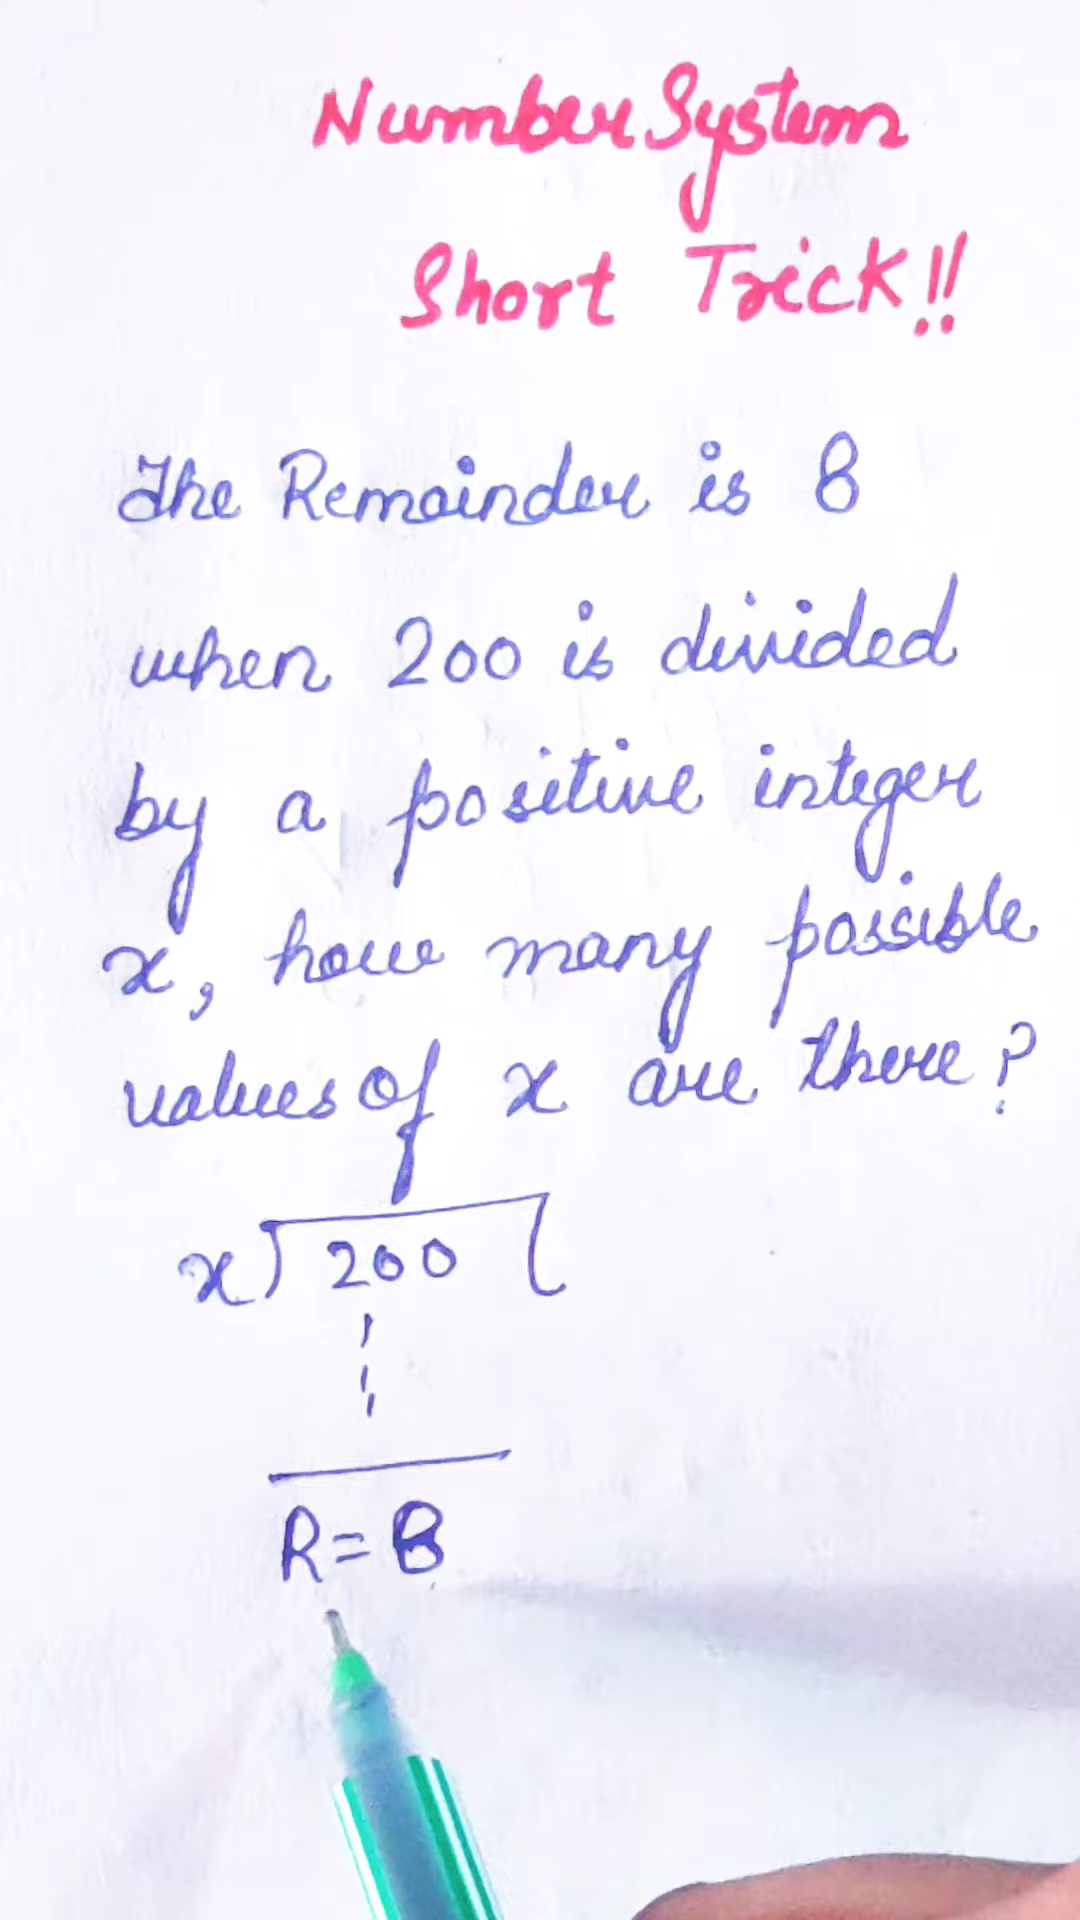 Number System
Short Trick!!
The Remainder is 8
when 200 is divided
by a positive integer
x, how many possible
values of x are there?
x) 200 (
R=8